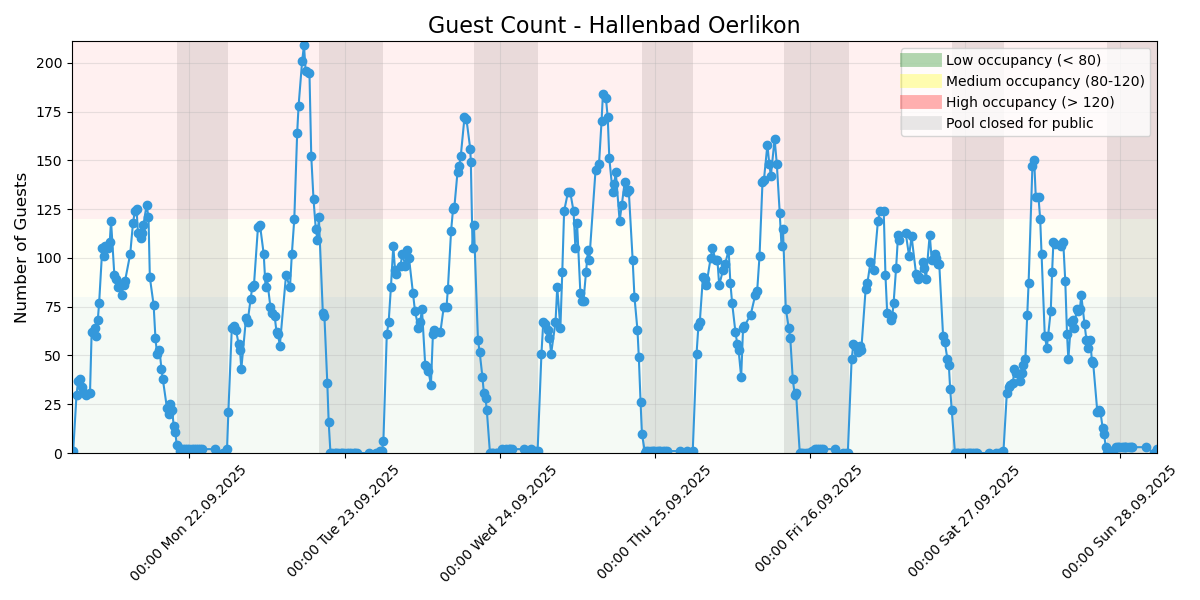 Guest Count - Hallenbad Oerlikon
Number of Guests
200
175
150
125
100
75
50
25
0
Low occupancy (< 80)
Medium occupancy (80-120)
High occupancy (> 120)
Pool closed for public
00:00 Mon 22.09.2025
00:00 Tue 23.09.2025
00:00 Wed 24.09.2025
00:00 Thu 25.09.2025
00:00 Fri 26.09.2025
00:00 Sat 27.09.2025
00:00 Sun 28.09.2025